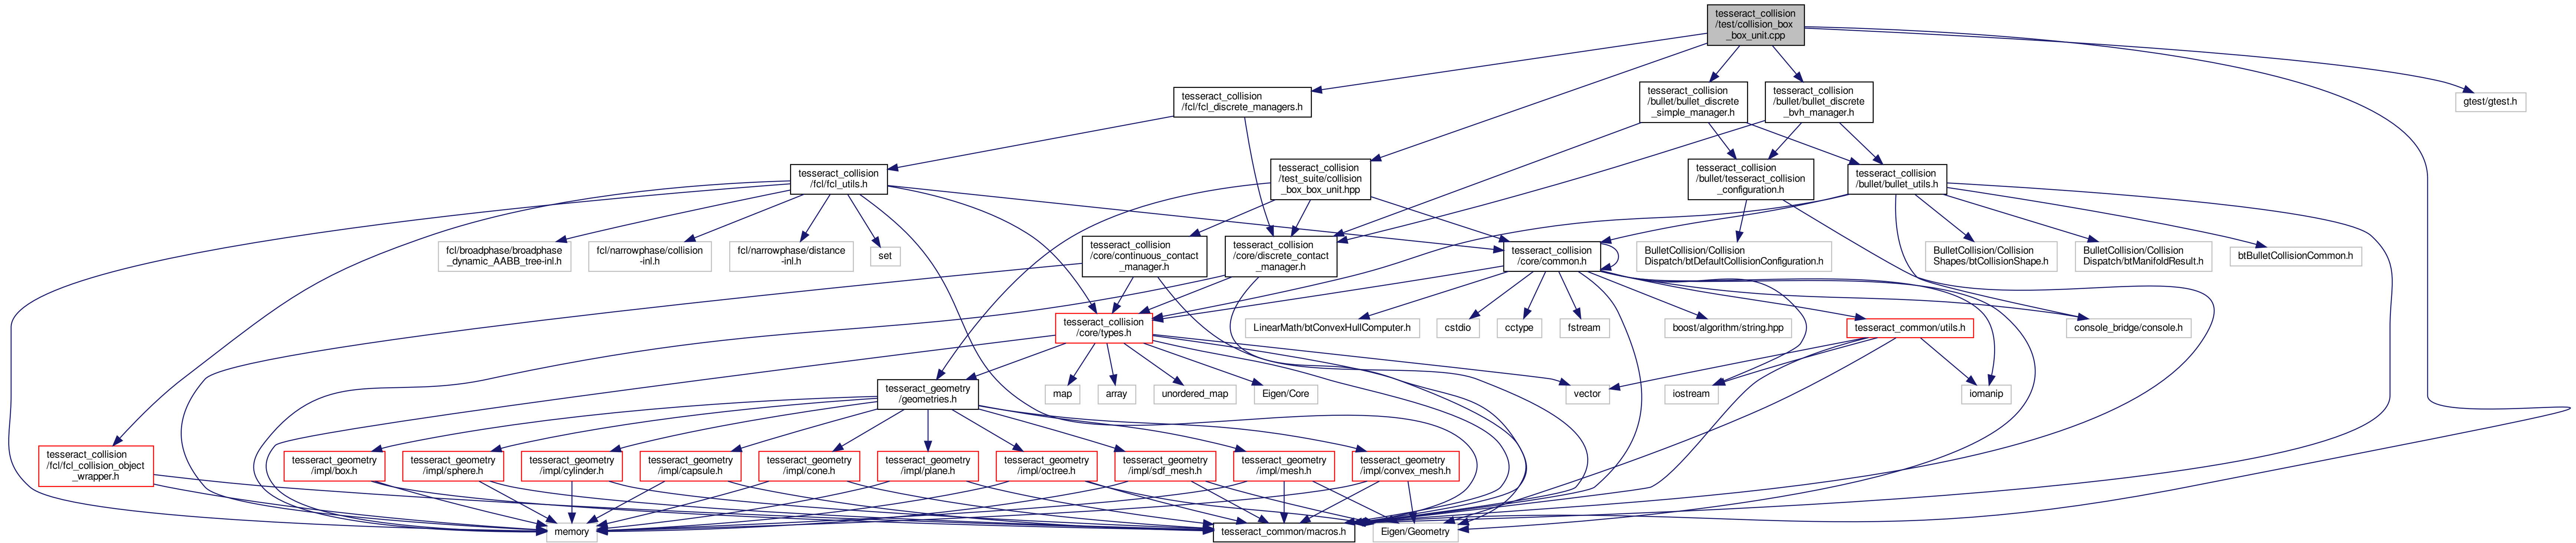 tesseract_collision
/test/collision_box
_box_unit.cpp
tesseract_collision
/fcl/fcl_discrete_managers.h
tesseract_collision
/bullet/bullet_discrete
_simple_manager.h
tesseract_collision
/bullet/bullet_discrete
_bvh_manager.h
gtest/gtest.h
tesseract_collision
/fcl/fcl_utils.h
tesseract_collision
/test_suite/collision
_box_box_unit.hpp
tesseract_collision
/bullet/tesseract_collision
_configuration.h
tesseract_collision
/bullet/bullet_utils.h
fcl/broadphase/broadphase
_dynamic_AABB_tree-inl.h
fcl/narrowphase/collision
-inl.h
fcl/narrowphase/distance
-inl.h
set
tesseract_collision
/core/continuous_contact
_manager.h
tesseract_collision
/core/discrete_contact
_manager.h
tesseract_collision
/core/common.h
BulletCollision/Collision
Dispatch/btDefaultCollisionConfiguration.h
BulletCollision/Collision
Shapes/btCollisionShape.h
BulletCollision/Collision
Dispatch/btManifoldResult.h
btBulletCollisionCommon.h
tesseract_collision
/core/types.h
LinearMath/btConvexHullComputer.h
cstdio
cctype
fstream
boost/algorithm/string.hpp
tesseract_common/utils.h
console_bridge/console.h
tesseract_geometry
/geometries.h
map
array
unordered_map
Eigen/Core
vector
iostream
iomanip
tesseract_collision
/fcl/fcl_collision_object
_wrapper.h
tesseract_geometry
/impl/box.h
tesseract_geometry
/impl/sphere.h
tesseract_geometry
/impl/cylinder.h
tesseract_geometry
/impl/capsule.h
tesseract_geometry
/impl/cone.h
tesseract_geometry
/impl/plane.h
tesseract_geometry
/impl/octree.h
tesseract_geometry
/impl/sdf_mesh.h
tesseract_geometry
/impl/mesh.h
tesseract_geometry
/impl/convex_mesh.h
memory
tesseract_common/macros.h
Eigen/Geometry